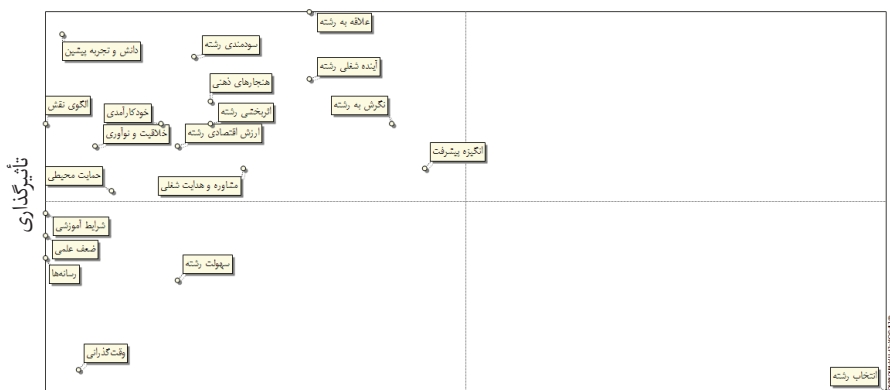 علاقه به رشته
دانش و تجربه پیشین
سودمندی رشته
آینده شغلی رشته
هنجارهای ذهنی
الگوی نقش
خودکارآمدی
اثربخشی رشته
نگرش به رشته
خلاقیت و نوآوری
ارزش اقتصادی رشته
انگیزه پیشرفت
حمایت محیطی
مشاوره و هدایت شغلی
تأثیرگذاری
شرایط آموزشی
ضعف علمی
رسانه‌ها
سهولت رشته
وقت‌گذرانی
انتخاب رشته